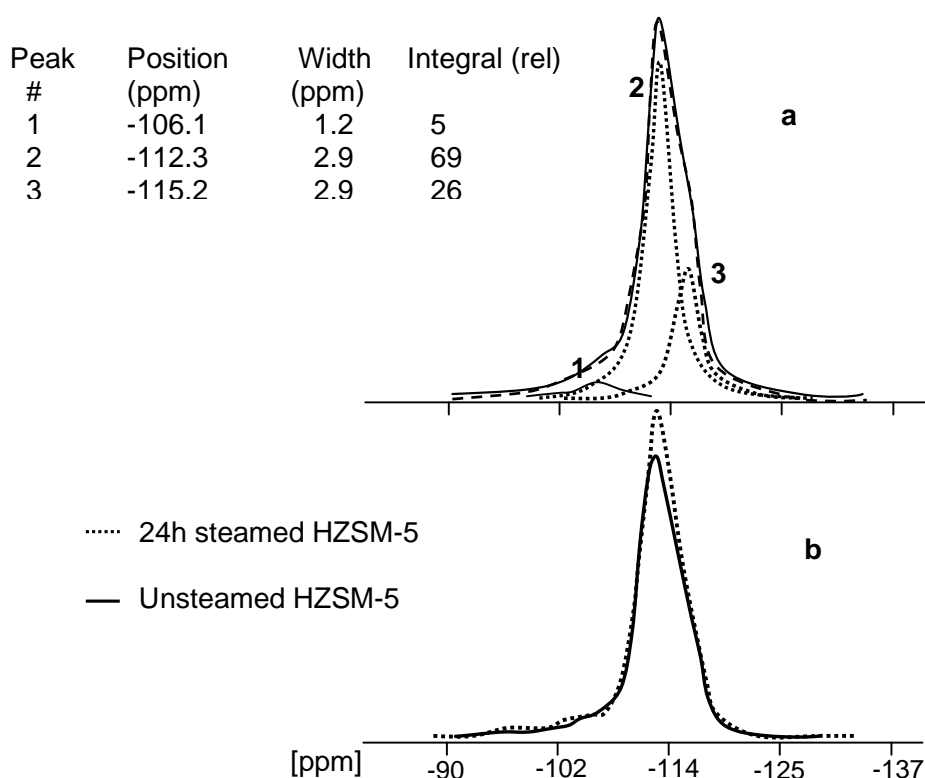 Peak Position Width Integral (rel)
# (ppm) (ppm)
1 -106.1 1.2 5
2 -112.3 2.9 69
3 -115.2 2.9 26
2
a
3
1
24h steamed HZSM-5
b
Unsteamed HZSM-5
[ppm] -90 -102 -114 -125 -137